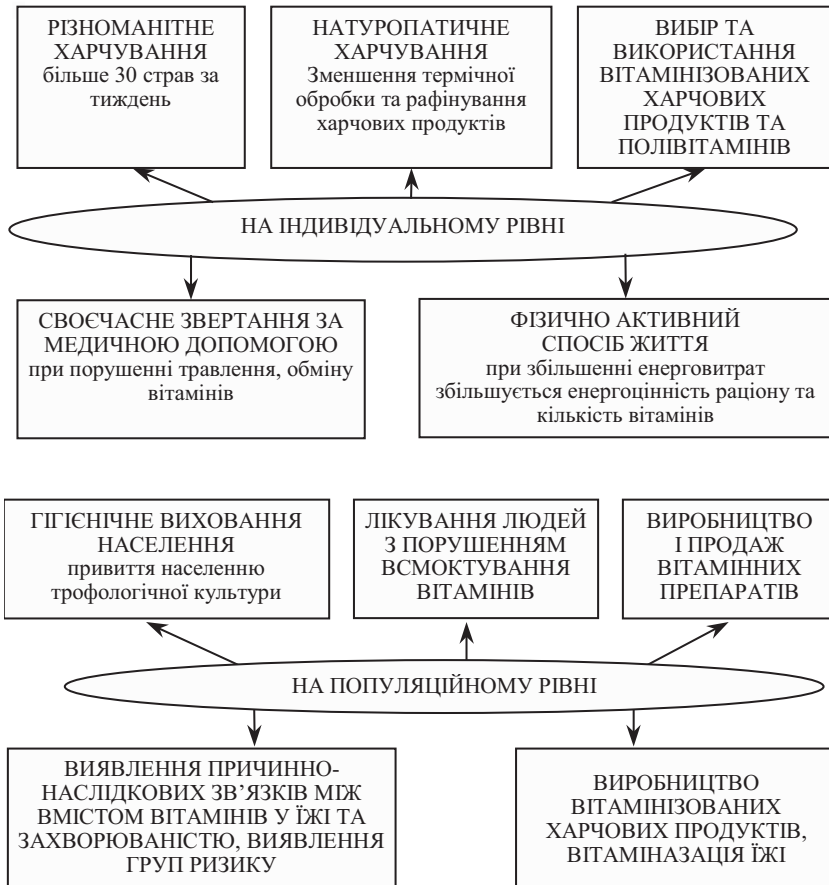 РІЗНОМАНІТНЕ
ХАРЧУВАННЯ
більше 30 страв за
тиждень
НАТУРОПАТИЧНЕ
ХАРЧУВАННЯ
Зменшення термічної
обробки та рафінування
харчових продуктів
ВИБІР ТА
ВИКОРИСТАННЯ
ВІТАМІНІЗОВАНИХ
ХАРЧОВИХ
ПРОДУКТІВ ТА
ПОЛІВІТАМІНІВ
НА ІНДИВІДУАЛЬНОМУ РІВНІ
СВОЄЧАСНЕ ЗВЕРТАННЯ ЗА
МЕДИЧНОЮ ДОПОМОГОЮ
при порушенні травлення, обміну
вітамінів
ФІЗИЧНО АКТИВНИЙ
СПОСІБ ЖИТТЯ
при збільшенні енерговитрат
збільшується енергоцінність раціону та
кількість вітамінів
ГІГІЄНІЧНЕ ВИХОВАННЯ
НАСЕЛЕННЯ
привиття населенню
трофологічної культури
ЛІКУВАННЯ ЛЮДЕЙ
З ПОРУШЕННЯМ
ВСМОКТУВАННЯ
ВІТАМІНІВ
ВИРОБНИЦТВО
І ПРОДАЖ
ВІТАМІННИХ
ПРЕПАРАТІВ
НА ПОПУЛЯЦІЙНОМУ РІВНІ
ВИЯВЛЕННЯ ПРИЧИННО-
НАСЛІДКОВИХ ЗВ’ЯЗКІВ МІЖ
ВМІСТОМ ВІТАМІНІВ У ЇЖІ ТА
ЗАХВОРЮВАНІСТЮ, ВИЯВЛЕННЯ
ГРУП РИЗИКУ
ВИРОБНИЦТВО
ВІТАМІНІЗОВАНИХ
ХАРЧОВИХ ПРОДУКТІВ,
ВІТАМІНАЗАЦІЯ ЇЖІ